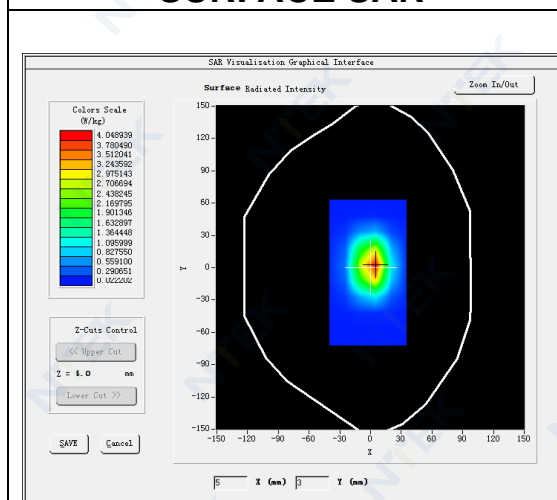 SURFACE SAR
SAR Visualisation Graphical Interface
Surface Radiated Intensity
Zoom In/Out
Colors Scale
(W/kg)
4.048939
3.780490
3.512041
3.243592
2.975143
2.706694
2.438245
2.169795
1.901346
1.632897
1.364448
1.095999
0.827550
0.559100
0.290651
0.022202
150
120
90
60
30
0
-30
-60
-90
-120
-150
Y
-150 -120 -90 -60 -30 0 30 60 90 120 150
X
Z-Cuts Control
<< Upper Cut
Z = 1.0 mm
Lower Cut >>
SAVE Cancel
5 X (mm) 3 Y (mm)
NTEK